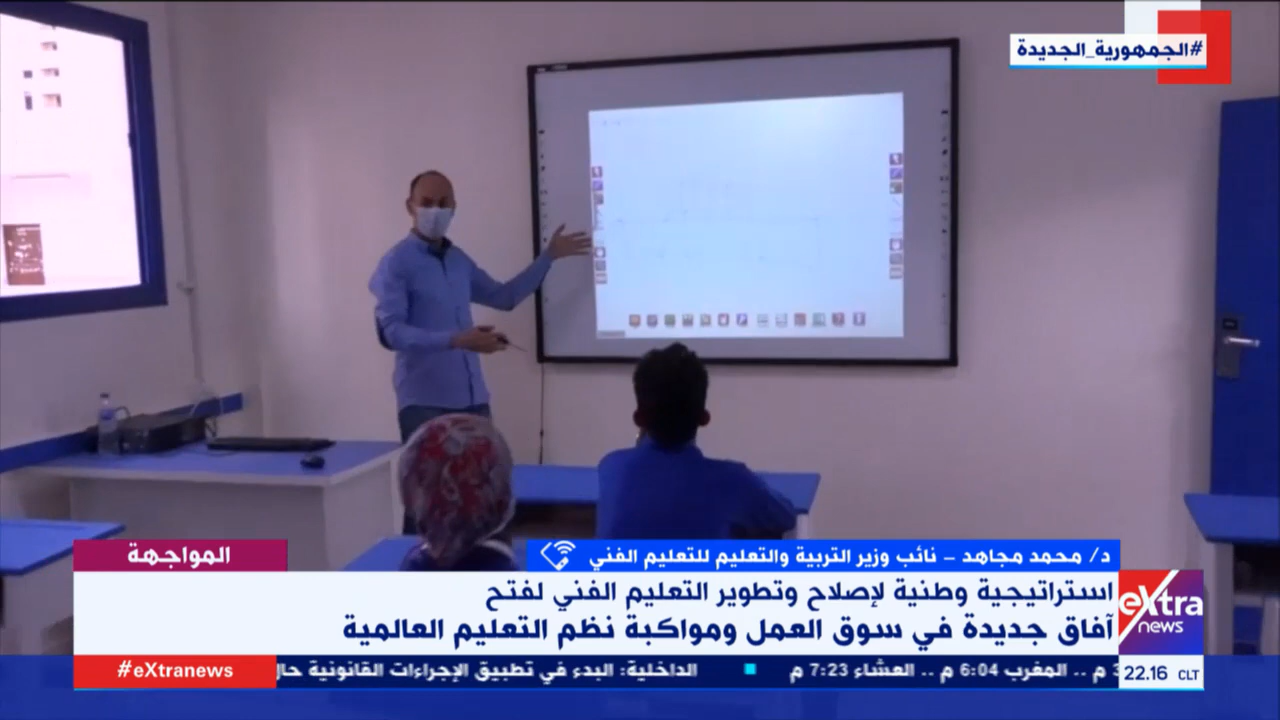 #الجمهورية_الجديدة
المواجهة
د/ محمد مجاهد – نائب وزير التربية والتعليم للتعليم الفني
استراتيجية وطنية لإصلاح وتطوير التعليم الفني لفتح
آفاق جديدة في سوق العمل ومواكبة نظم التعليم العالمية
eXtra
news
#eXtranews
م .. المغرب 6:04 م .. العشاء 7:23 م
الداخلية: البدء في تطبيق الإجراءات القانونية
22.16 CLT